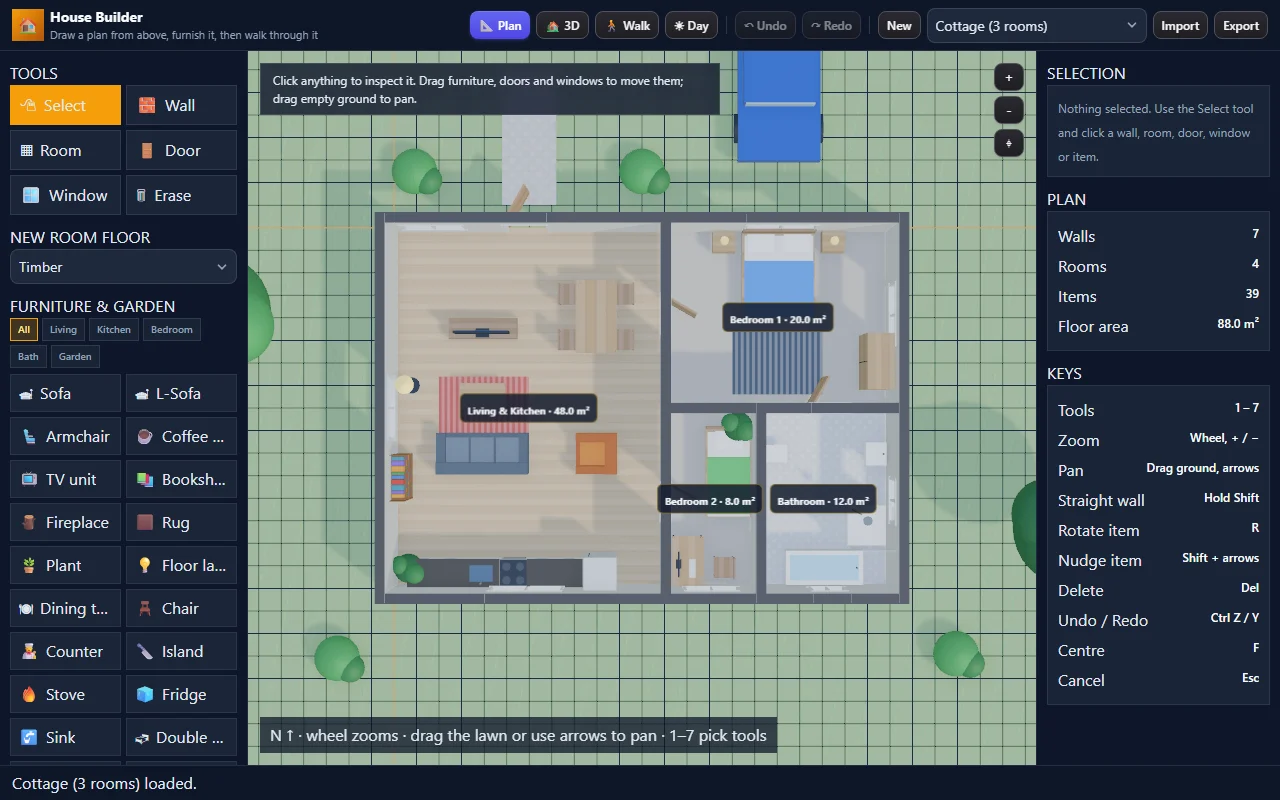 House Builder
Draw a plan from above, furnish it, then walk through it
Plan
3D
Walk
Day
Undo
Redo
New
Cottage (3 rooms)
Import
Export
TOOLS
Select
Wall
Room
Door
Window
Erase
NEW ROOM FLOOR
Timber
FURNITURE & GARDEN
All
Living
Kitchen
Bedroom
Bath
Garden
Sofa
L-Sofa
Armchair
Coffee ...
TV unit
Booksh...
Fireplace
Rug
Plant
Floor la...
Dining t...
Chair
Counter
Island
Stove
Fridge
Sink
Double ...
Click anything to inspect it. Drag furniture, doors and windows to move them;
drag empty ground to pan.
+
-
Bedroom 1 · 20.0 m²
Living & Kitchen · 48.0 m²
Bedroom 2 · 8.0 m²
Bathroom · 12.0 m²
N ↑ · wheel zooms · drag the lawn or use arrows to pan · 1–7 pick tools
SELECTION
Nothing selected. Use the Select tool
and click a wall, room, door, window
or item.
PLAN
Walls 7
Rooms 4
Items 39
Floor area 88.0 m²
KEYS
Tools 1 – 7
Zoom Wheel, + / −
Pan Drag ground, arrows
Straight wall Hold Shift
Rotate item R
Nudge item Shift + arrows
Delete Del
Undo / Redo Ctrl Z / Y
Centre F
Cancel Esc
Cottage (3 rooms) loaded.